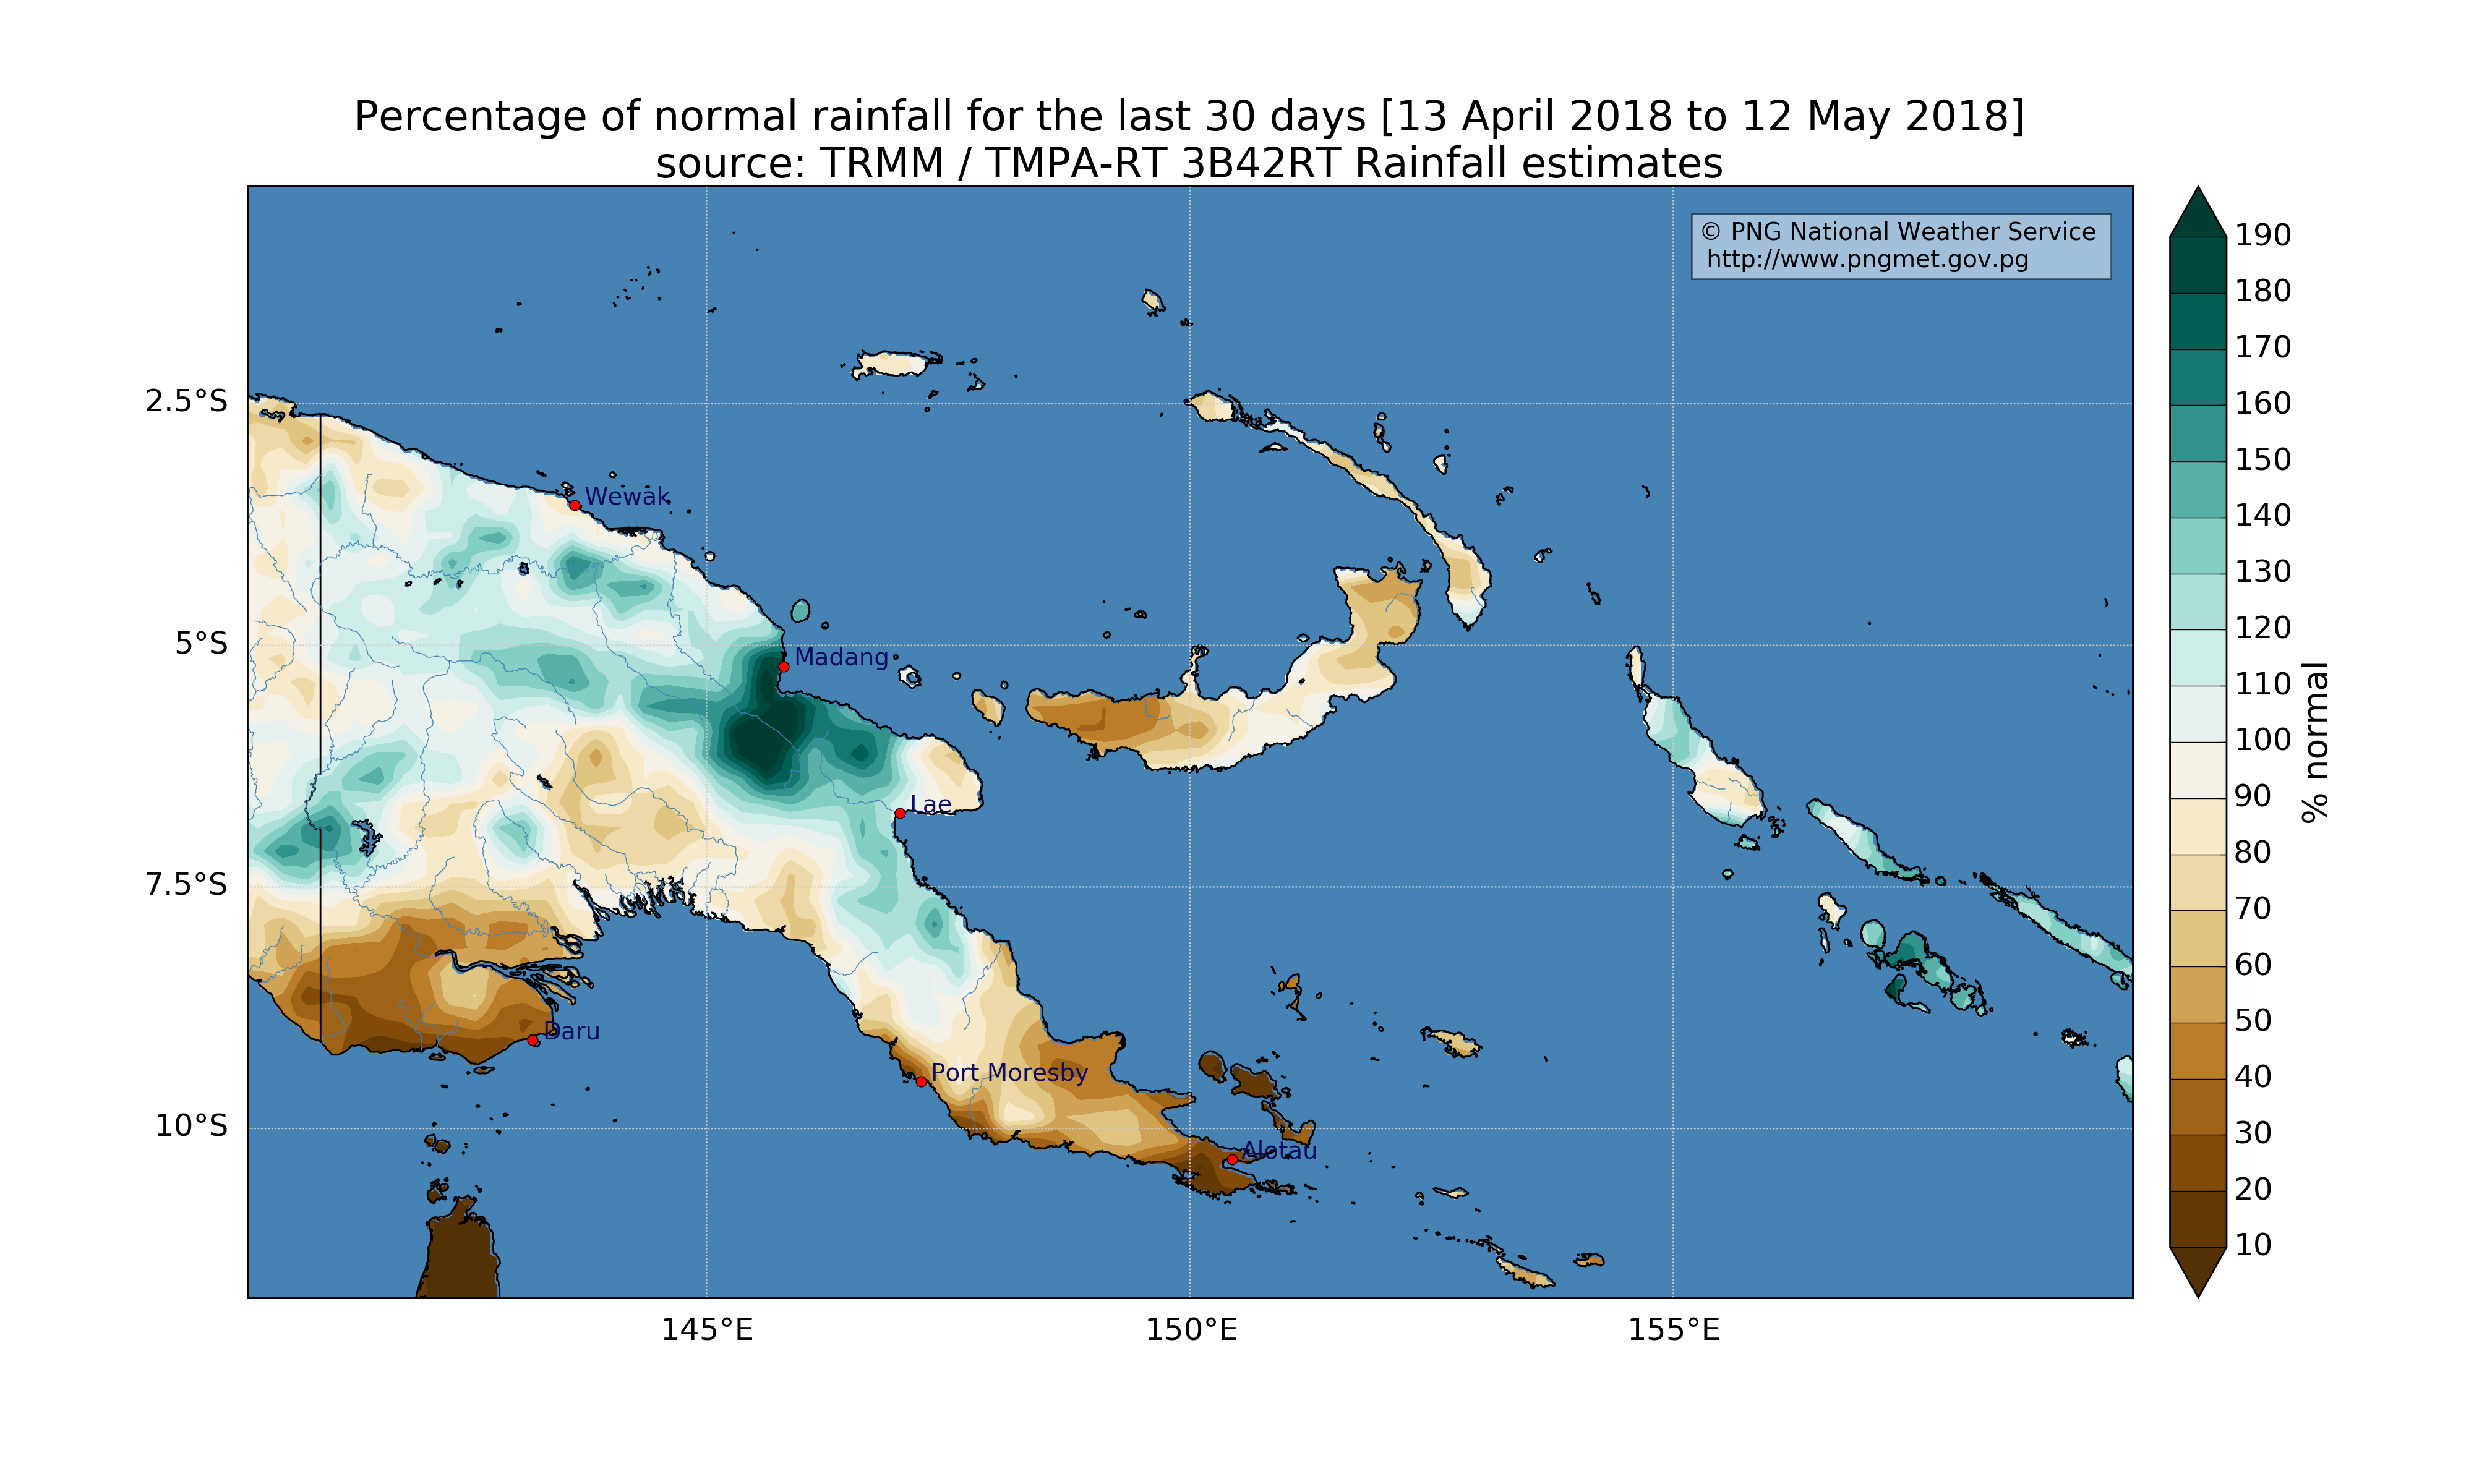 Percentage of normal rainfall for the last 30 days [13 April 2018 to 12 May 2018]
source: TRMM / TMPA-RT 3B42RT Rainfall estimates
© PNG National Weather Service
http://www.pngmet.gov.pg
2.5°S
5°S
7.5°S
10°S
145°E
150°E
155°E
Wewak
Madang
Lae
Daru
Port Moresby
Alotau
190
180
170
160
150
140
130
120
110
100
90
80
70
60
50
40
30
20
10
% normal